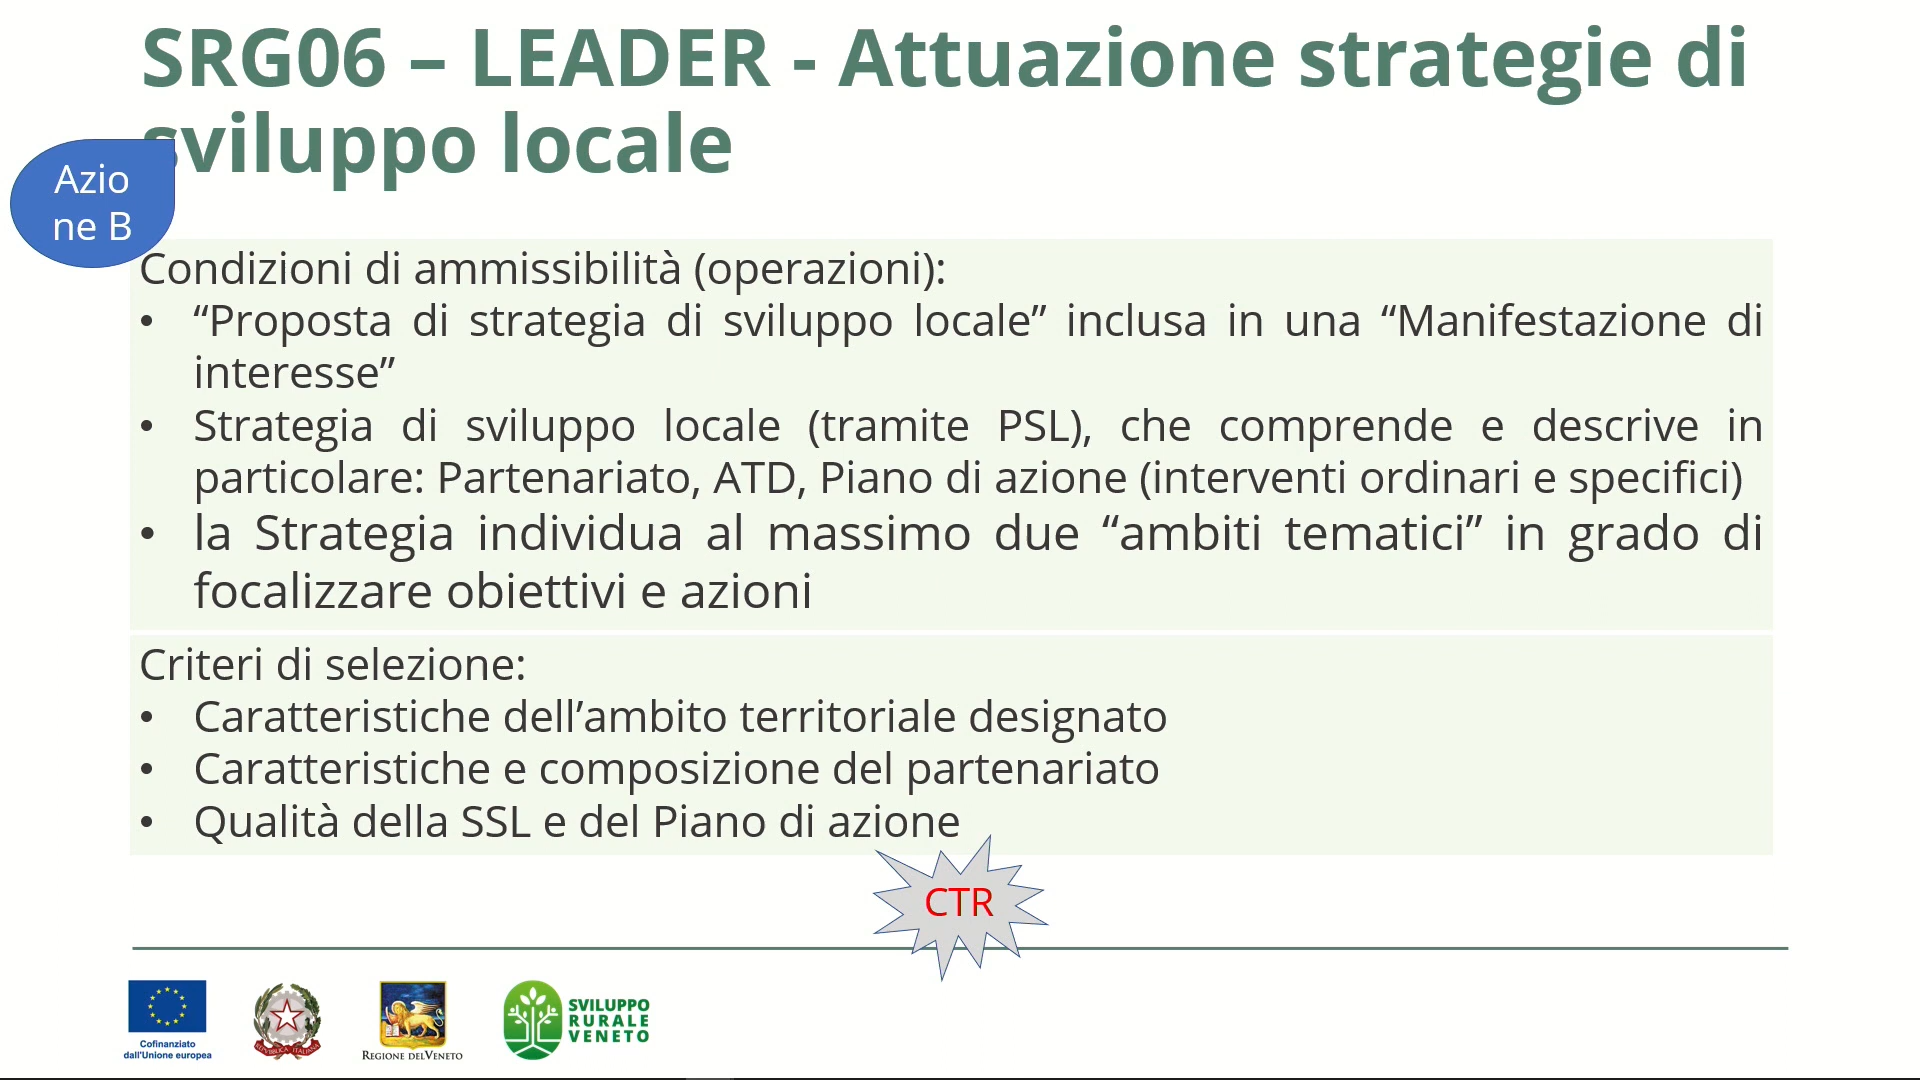 SRG06 – LEADER - Attuazione strategie di
sviluppo locale
Azio
ne B
Condizioni di ammissibilità (operazioni):
• “Proposta di strategia di sviluppo locale” inclusa in una “Manifestazione di
interesse”
• Strategia di sviluppo locale (tramite PSL), che comprende e descrive in
particolare: Partenariato, ATD, Piano di azione (interventi ordinari e specifici)
• la Strategia individua al massimo due “ambiti tematici” in grado di
focalizzare obiettivi e azioni
Criteri di selezione:
• Caratteristiche dell’ambito territoriale designato
• Caratteristiche e composizione del partenariato
• Qualità della SSL e del Piano di azione
CTR
Cofinanziato
dall'Unione europea
REPVBBLICA ITALIANA
REGIONE DEL VENETO
SVILUPPO
RURALE
VENETO